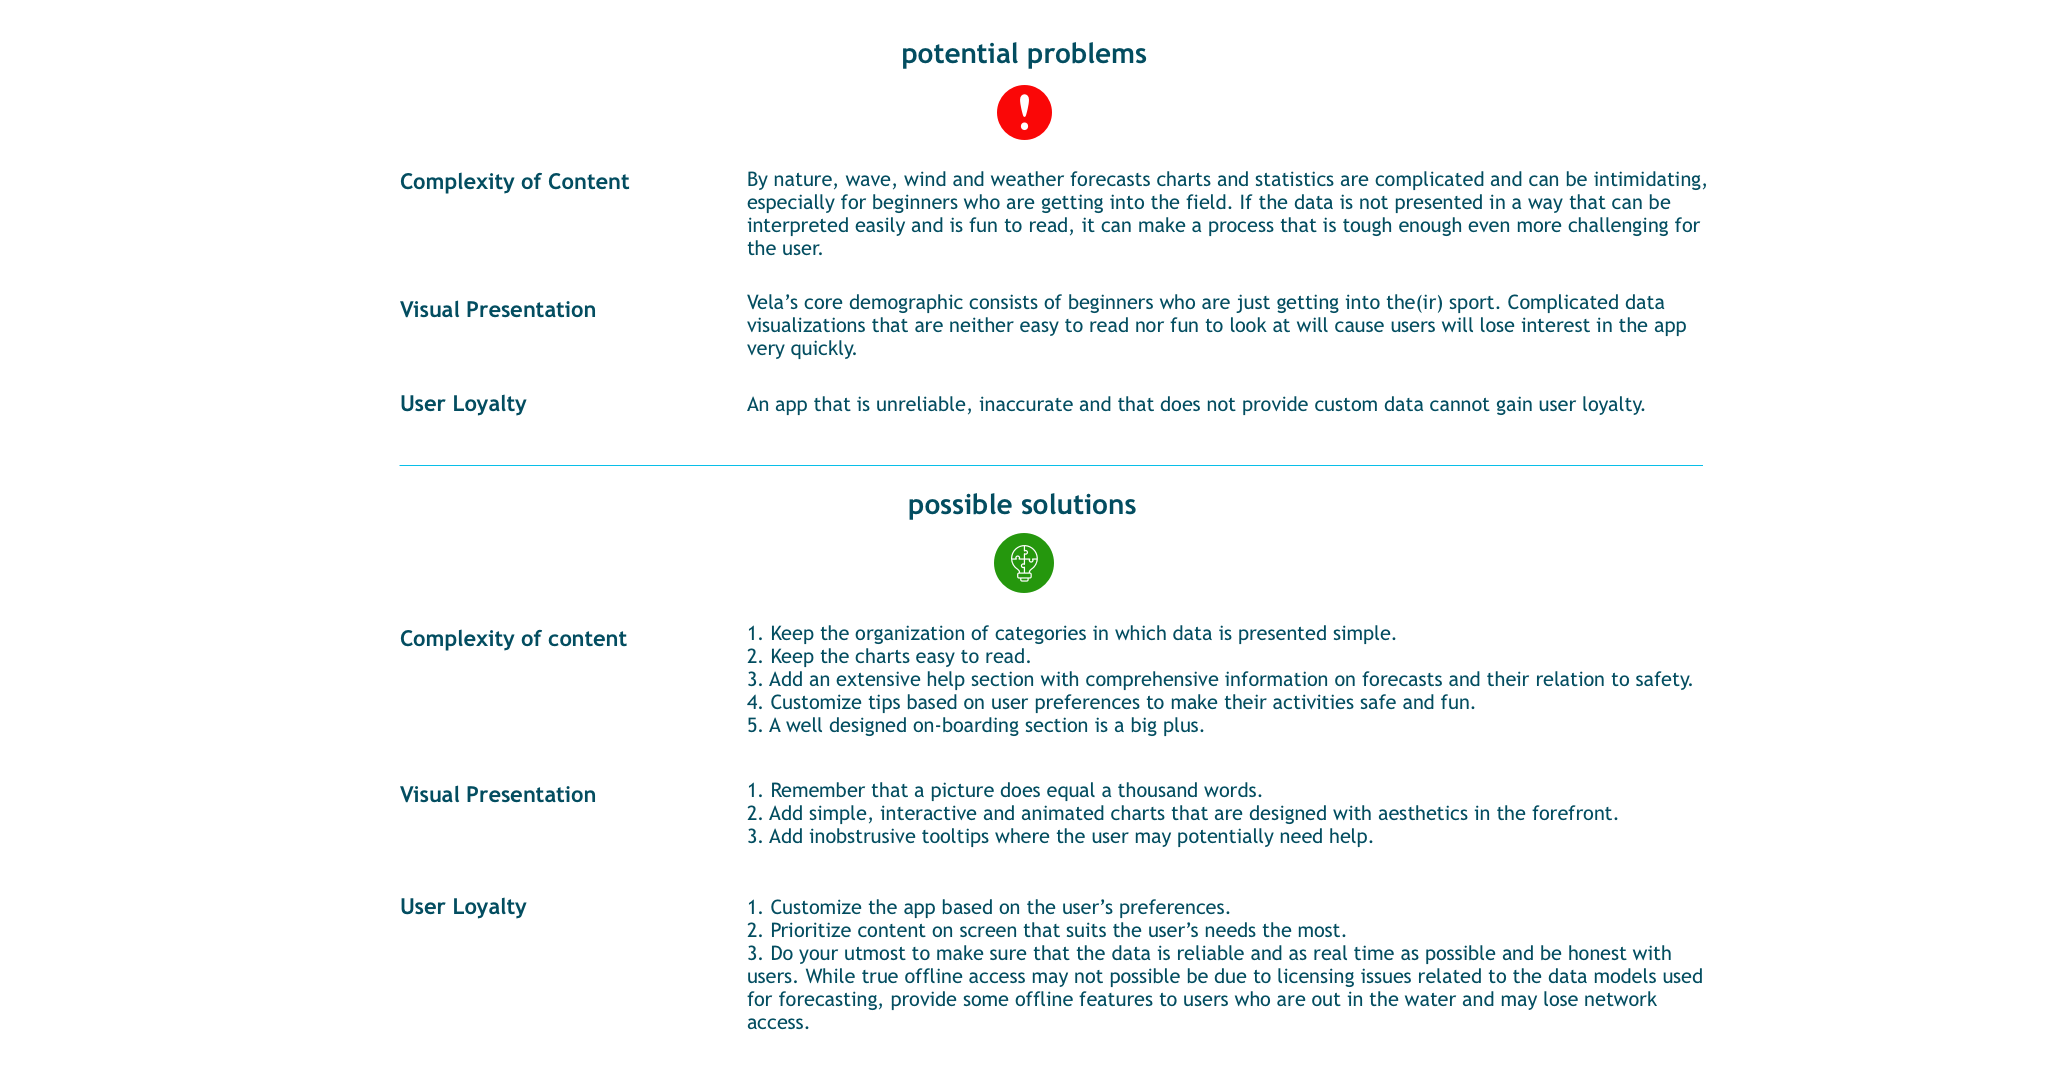 potential problems
!
Complexity of Content
By nature, wave, wind and weather forecasts charts and statistics are complicated and can be intimidating,
especially for beginners who are getting into the field. If the data is not presented in a way that can be
interpreted easily and is fun to read, it can make a process that is tough enough even more challenging for
the user.
Visual Presentation
Vela’s core demographic consists of beginners who are just getting into the(ir) sport. Complicated data
visualizations that are neither easy to read nor fun to look at will cause users will lose interest in the app
very quickly.
User Loyalty
An app that is unreliable, inaccurate and that does not provide custom data cannot gain user loyalty.
possible solutions
Complexity of content
1. Keep the organization of categories in which data is presented simple.
2. Keep the charts easy to read.
3. Add an extensive help section with comprehensive information on forecasts and their relation to safety.
4. Customize tips based on user preferences to make their activities safe and fun.
5. A well designed on-boarding section is a big plus.
Visual Presentation
1. Remember that a picture does equal a thousand words.
2. Add simple, interactive and animated charts that are designed with aesthetics in the forefront.
3. Add inobstrusive tooltips where the user may potentially need help.
User Loyalty
1. Customize the app based on the user’s preferences.
2. Prioritize content on screen that suits the user’s needs the most.
3. Do your utmost to make sure that the data is reliable and as real time as possible and be honest with
users. While true offline access may not possible be due to licensing issues related to the data models used
for forecasting, provide some offline features to users who are out in the water and may lose network
access.